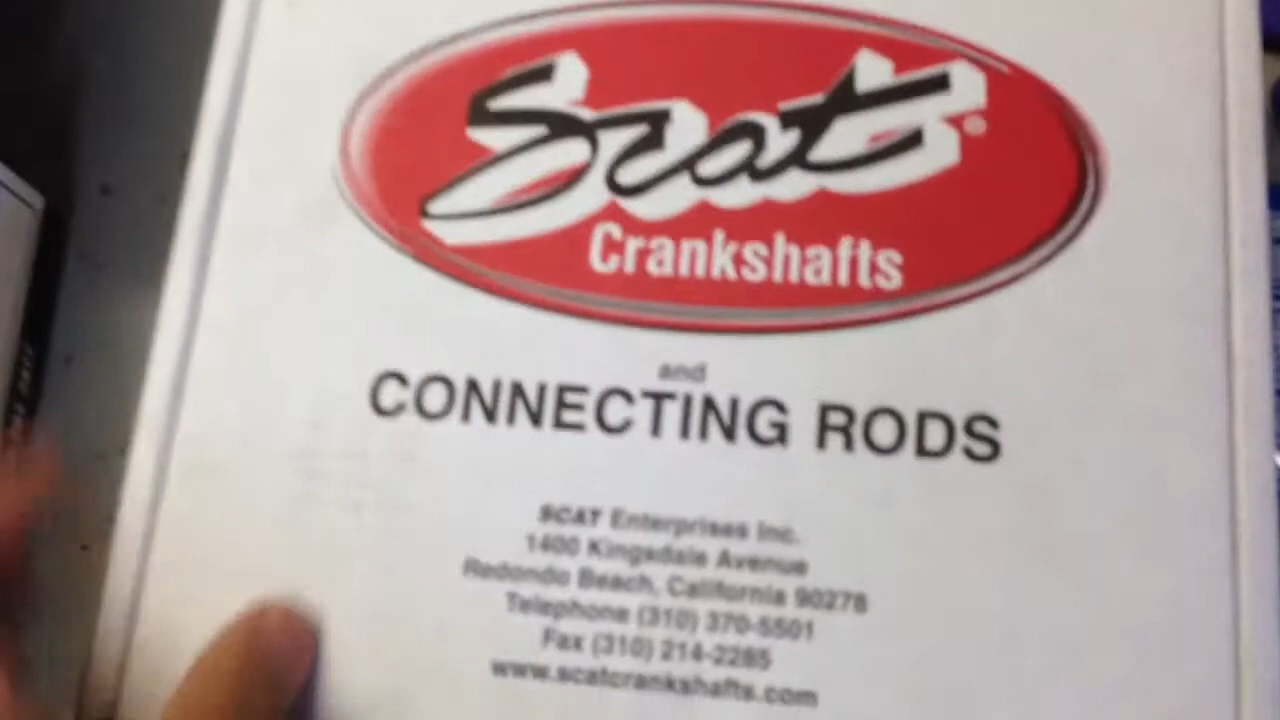 Scat®
Crankshafts
and
CONNECTING RODS
SCAT Enterprises Inc.
1400 Kingsdale Avenue
Redondo Beach, California 90278
Telephone (310) 370-5501
Fax (310) 214-2285
www.scatcrankshafts.com